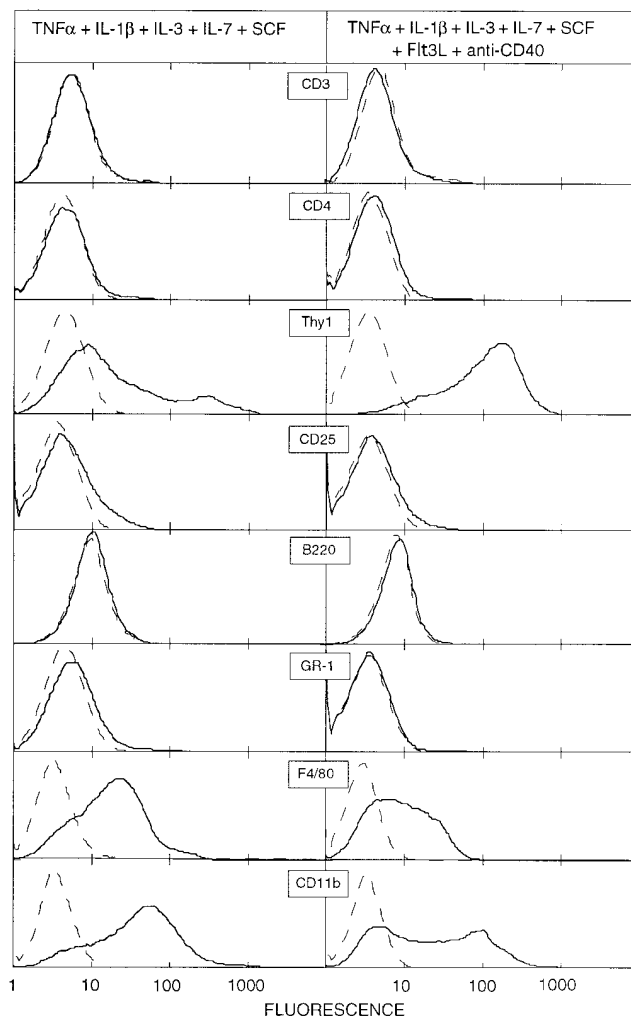 TNFα + IL-1β + IL-3 + IL-7 + SCF
TNFα + IL-1β + IL-3 + IL-7 + SCF
+ Flt3L + anti-CD40
CD3
CD4
Thy1
CD25
B220
GR-1
F4/80
CD11b
1 10 100 1000 10 100 1000
FLUORESCENCE